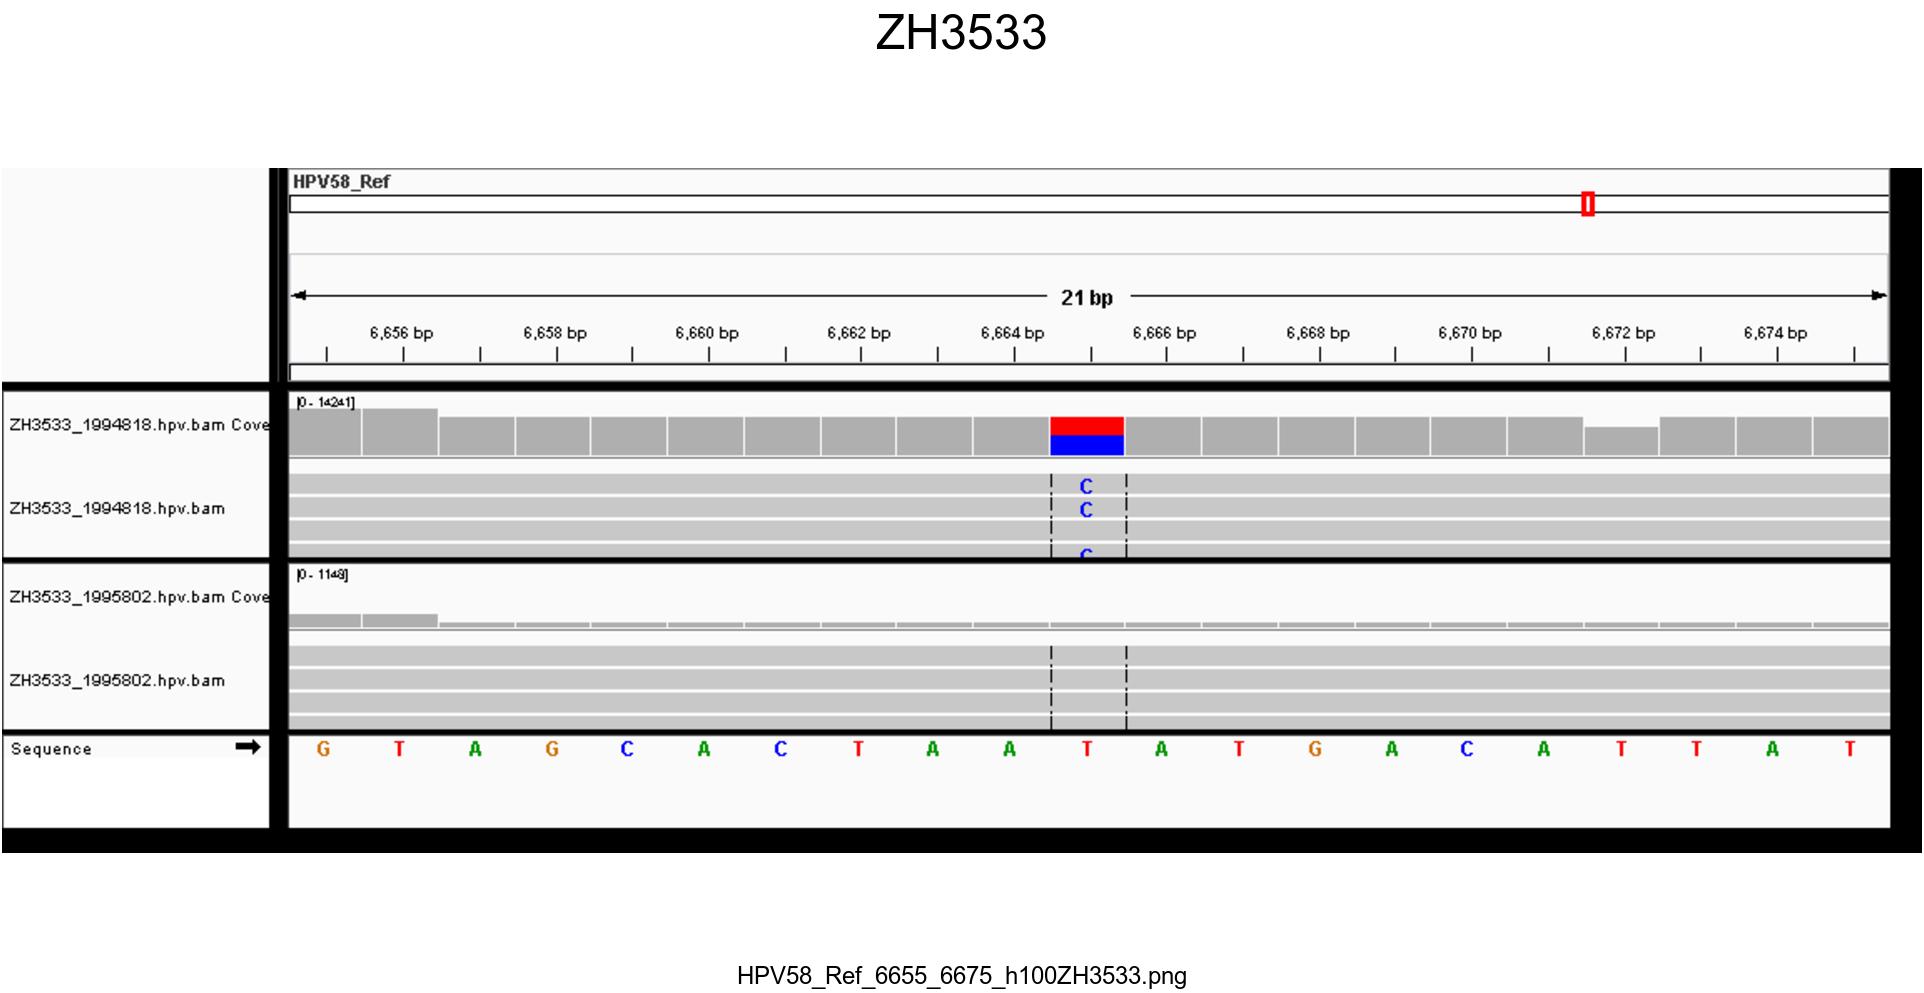 ZH3533
HPV58_Ref
21 bp
6,656 bp 6,658 bp 6,660 bp 6,662 bp 6,664 bp 6,666 bp 6,668 bp 6,670 bp 6,672 bp 6,674 bp
[0 - 14241]
ZH3533_1994818.hpv.bam Cove
C
ZH3533_1994818.hpv.bam
C
C
[0 - 1148]
ZH3533_1995802.hpv.bam Cove
ZH3533_1995802.hpv.bam
Sequence G T A G C A C T A A T A T G A C A T T A T
HPV58_Ref_6655_6675_h100ZH3533.png